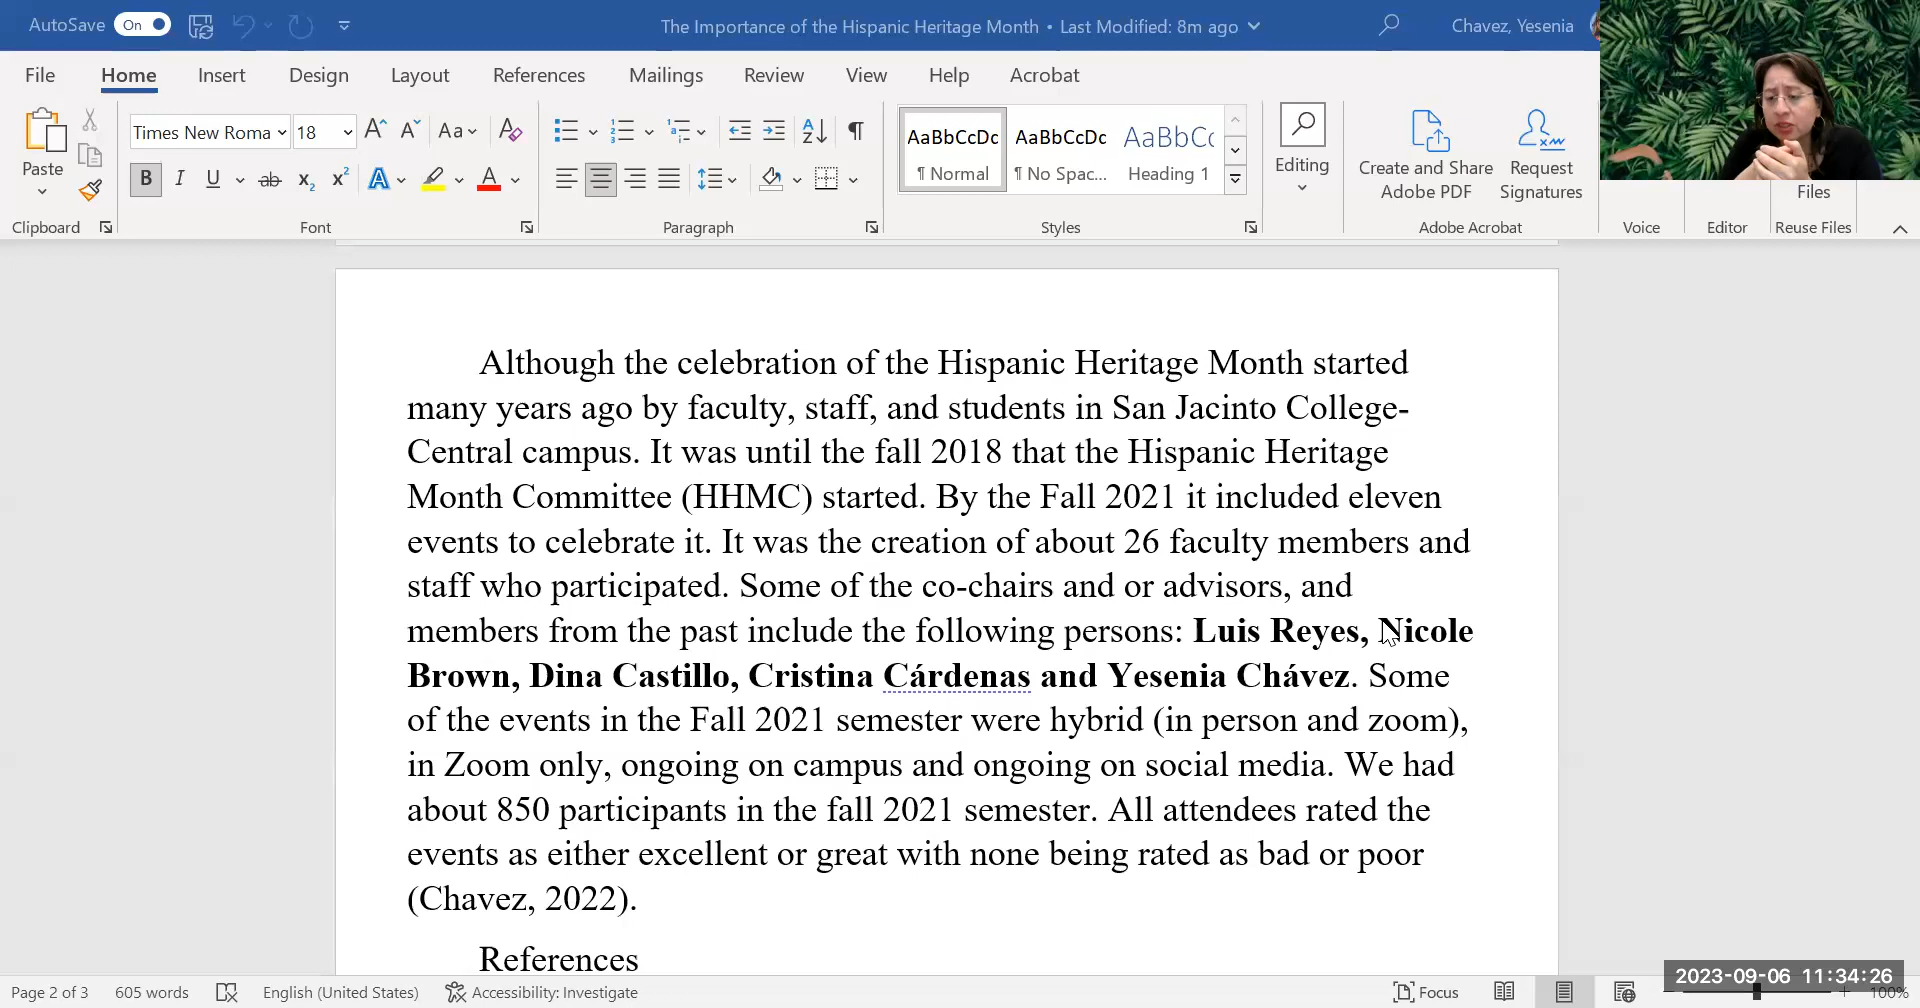 AutoSave On The Importance of the Hispanic Heritage Month • Last Modified: 8m ago Chavez, Yesenia
File Home Insert Design Layout References Mailings Review View Help Acrobat
Times New Roma 18 Aa A AaBbCcDc AaBbCcDc AaBbCc
Paste B I U ab x2 x2 A A ¶ Normal ¶ No Spac... Heading 1 Editing Create and Share Request
Adobe PDF Signatures Files
Clipboard Font Paragraph Styles Adobe Acrobat Voice Editor Reuse Files
Although the celebration of the Hispanic Heritage Month started
many years ago by faculty, staff, and students in San Jacinto College-
Central campus. It was until the fall 2018 that the Hispanic Heritage
Month Committee (HHMC) started. By the Fall 2021 it included eleven
events to celebrate it. It was the creation of about 26 faculty members and
staff who participated. Some of the co-chairs and or advisors, and
members from the past include the following persons: Luis Reyes, Nicole
Brown, Dina Castillo, Cristina Cárdenas and Yesenia Chávez. Some
of the events in the Fall 2021 semester were hybrid (in person and zoom),
in Zoom only, ongoing on campus and ongoing on social media. We had
about 850 participants in the fall 2021 semester. All attendees rated the
events as either excellent or great with none being rated as bad or poor
(Chavez, 2022).
References
2023-09-06 11:34:26
Page 2 of 3 605 words English (United States) Accessibility: Investigate Focus 100%